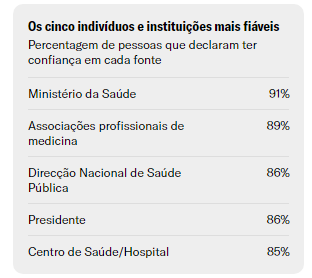 Os cinco indivíduos e instituições mais fiáveis
Percentagem de pessoas que declaram ter
confiança em cada fonte
Ministério da Saúde 91%
Associações profissionais de 89%
medicina
Direcção Nacional de Saúde 86%
Pública
Presidente 86%
Centro de Saúde/Hospital 85%